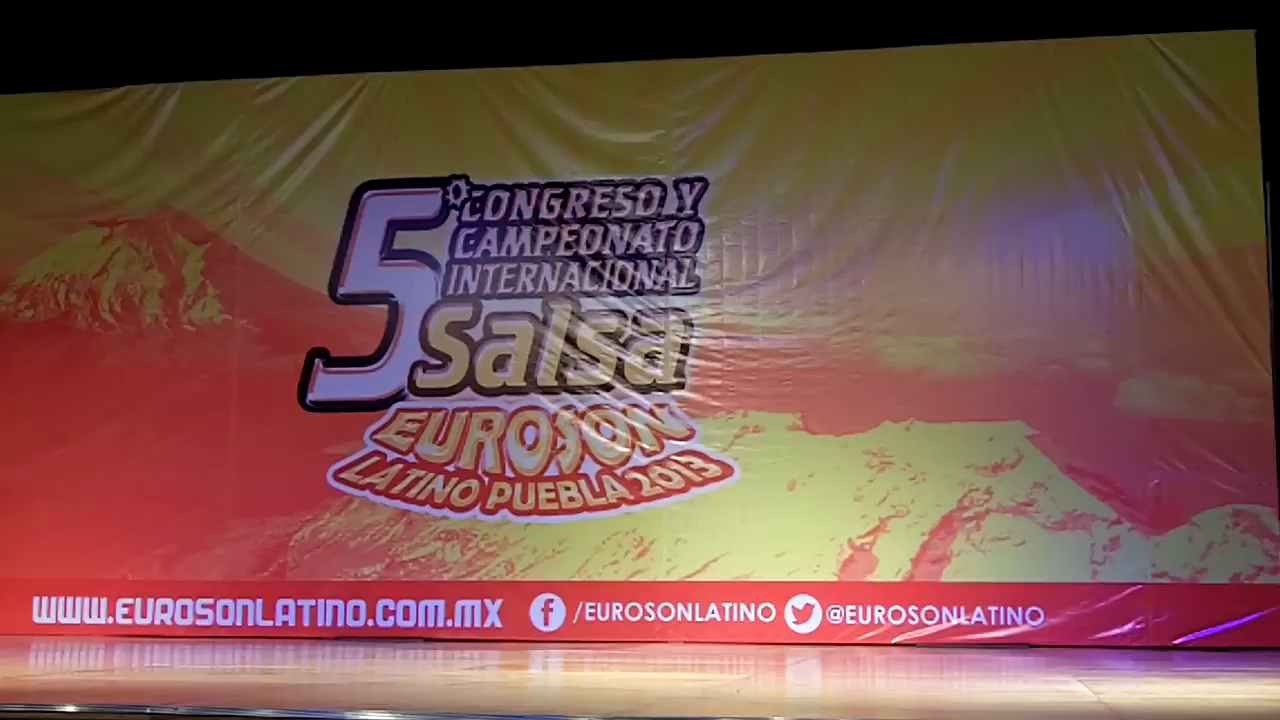 5° CONGRESO Y
CAMPEONATO
INTERNACIONAL
Salsa
EUROSON
LATINO PUEBLA 2013
WWW.EUROSONLATINO.COM.MX f /EUROSONLATINO @EUROSONLATINO